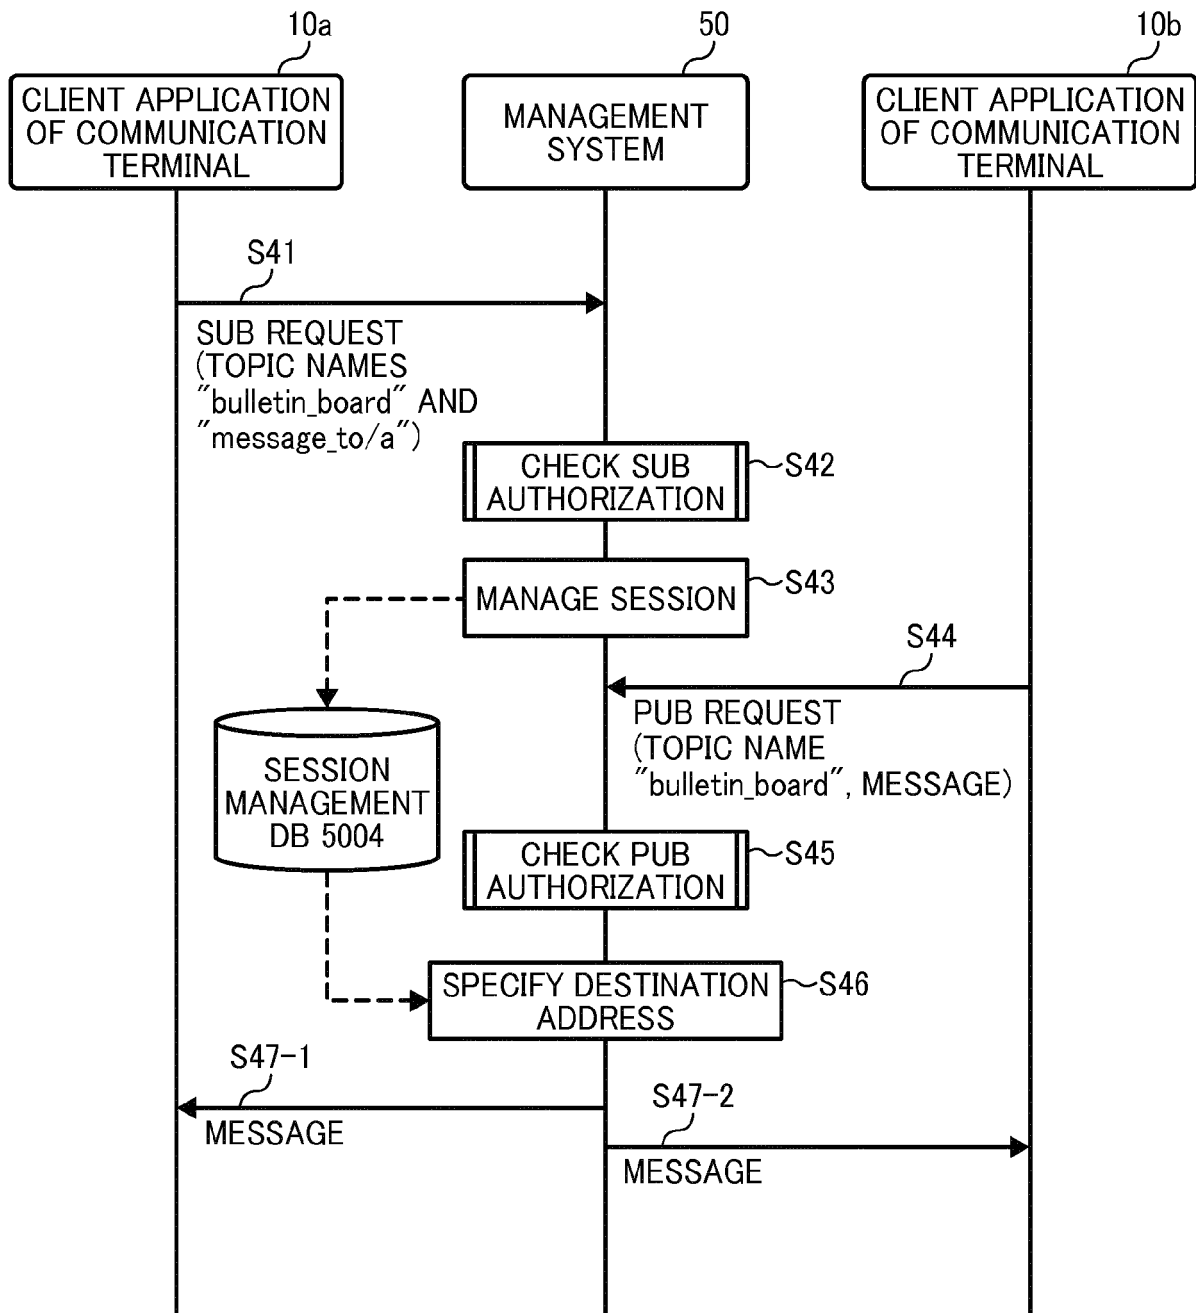 10a
50
10b
CLIENT APPLICATION
OF COMMUNICATION
TERMINAL
MANAGEMENT
SYSTEM
CLIENT APPLICATION
OF COMMUNICATION
TERMINAL
S41
SUB REQUEST
(TOPIC NAMES
"bulletin_board" AND
"message_to/a")
CHECK SUB
AUTHORIZATION
S42
MANAGE SESSION
S43
S44
PUB REQUEST
(TOPIC NAME
"bulletin_board", MESSAGE)
SESSION
MANAGEMENT
DB 5004
CHECK PUB
AUTHORIZATION
S45
SPECIFY DESTINATION
ADDRESS
S46
S47-1
MESSAGE
S47-2
MESSAGE